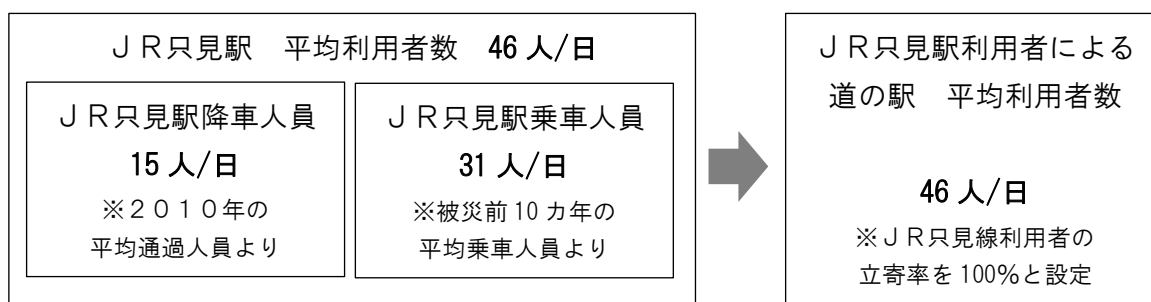 ＪＲ只見駅　平均利用者数　46 人/日
ＪＲ只見駅降車人員
15 人/日
※２０１０年の
平均通過人員より
ＪＲ只見駅乗車人員
31 人/日
※被災前 10 カ年の
平均乗車人員より
ＪＲ只見駅利用者による
道の駅　平均利用者数
46 人/日
※ＪＲ只見線利用者の
立寄率を 100％と設定